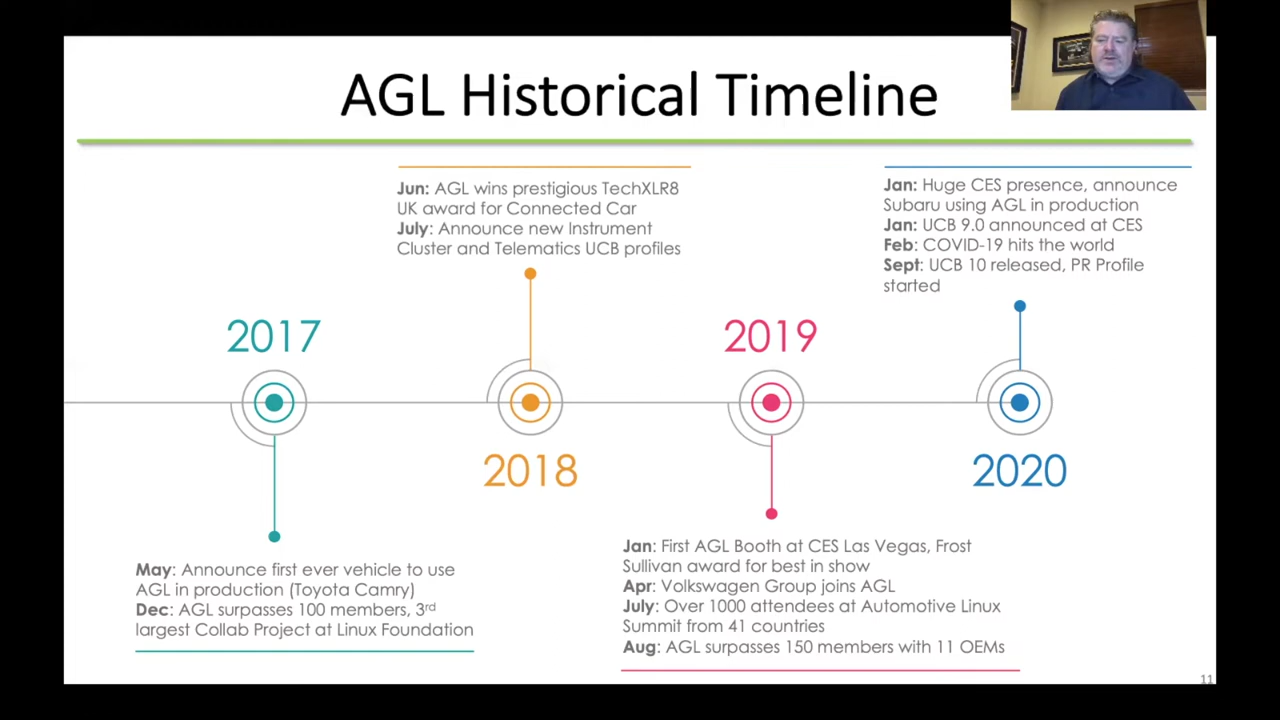 AGL Historical Timeline
Jun: AGL wins prestigious TechXLR8
UK award for Connected Car
July: Announce new Instrument
Cluster and Telematics UCB profiles
Jan: Huge CES presence, announce
Subaru using AGL in production
Jan: UCB 9.0 announced at CES
Feb: COVID-19 hits the world
Sept: UCB 10 released, PR Profile
started
2017
2019
2018
2020
May: Announce first ever vehicle to use
AGL in production (Toyota Camry)
Dec: AGL surpasses 100 members, 3rd
largest Collab Project at Linux Foundation
Jan: First AGL Booth at CES Las Vegas, Frost
Sullivan award for best in show
Apr: Volkswagen Group joins AGL
July: Over 1000 attendees at Automotive Linux
Summit from 41 countries
Aug: AGL surpasses 150 members with 11 OEMs
11